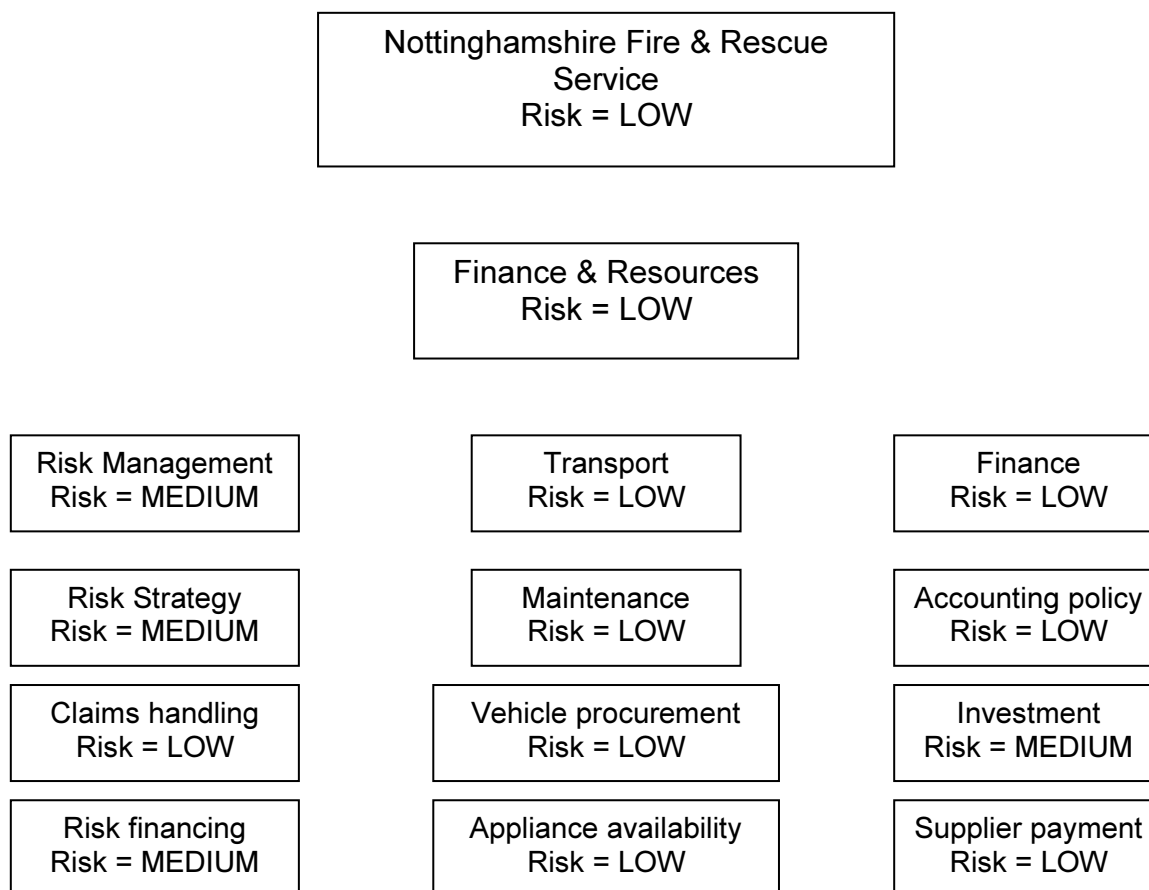 Nottinghamshire Fire & Rescue
Service
Risk = LOW
Finance & Resources
Risk = LOW
Risk Management
Risk = MEDIUM
Transport
Risk = LOW
Finance
Risk = LOW
Risk Strategy
Risk = MEDIUM
Maintenance
Risk = LOW
Accounting policy
Risk = LOW
Claims handling
Risk = LOW
Vehicle procurement
Risk = LOW
Investment
Risk = MEDIUM
Risk financing
Risk = MEDIUM
Appliance availability
Risk = LOW
Supplier payment
Risk = LOW